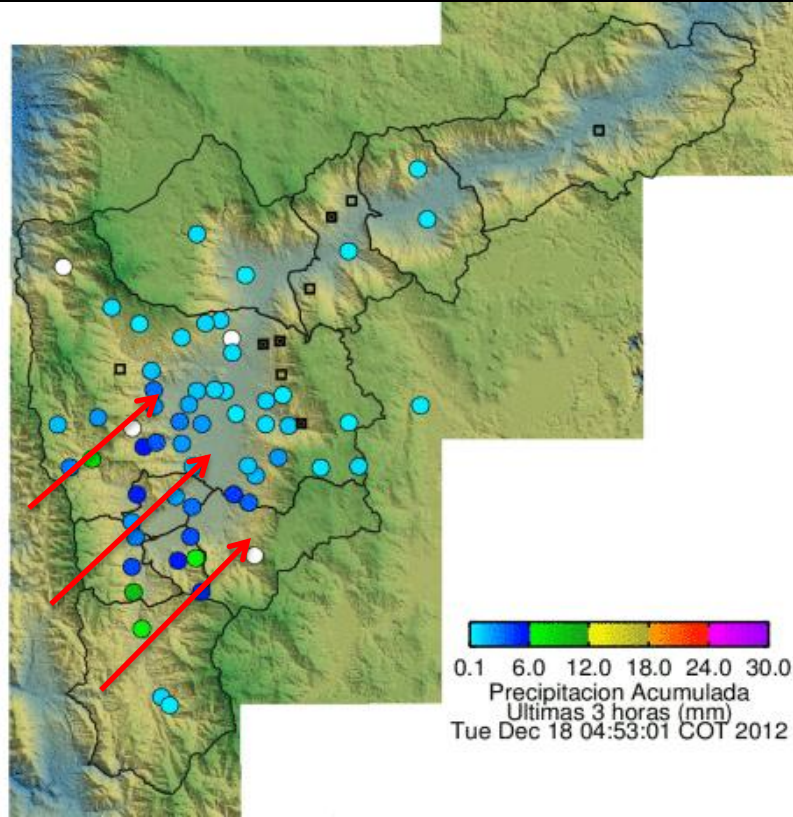 0.1 6.0 12.0 18.0 24.0 30.0
Precipitacion Acumulada
Ultimas 3 horas (mm)
Tue Dec 18 04:53:01 COT 2012